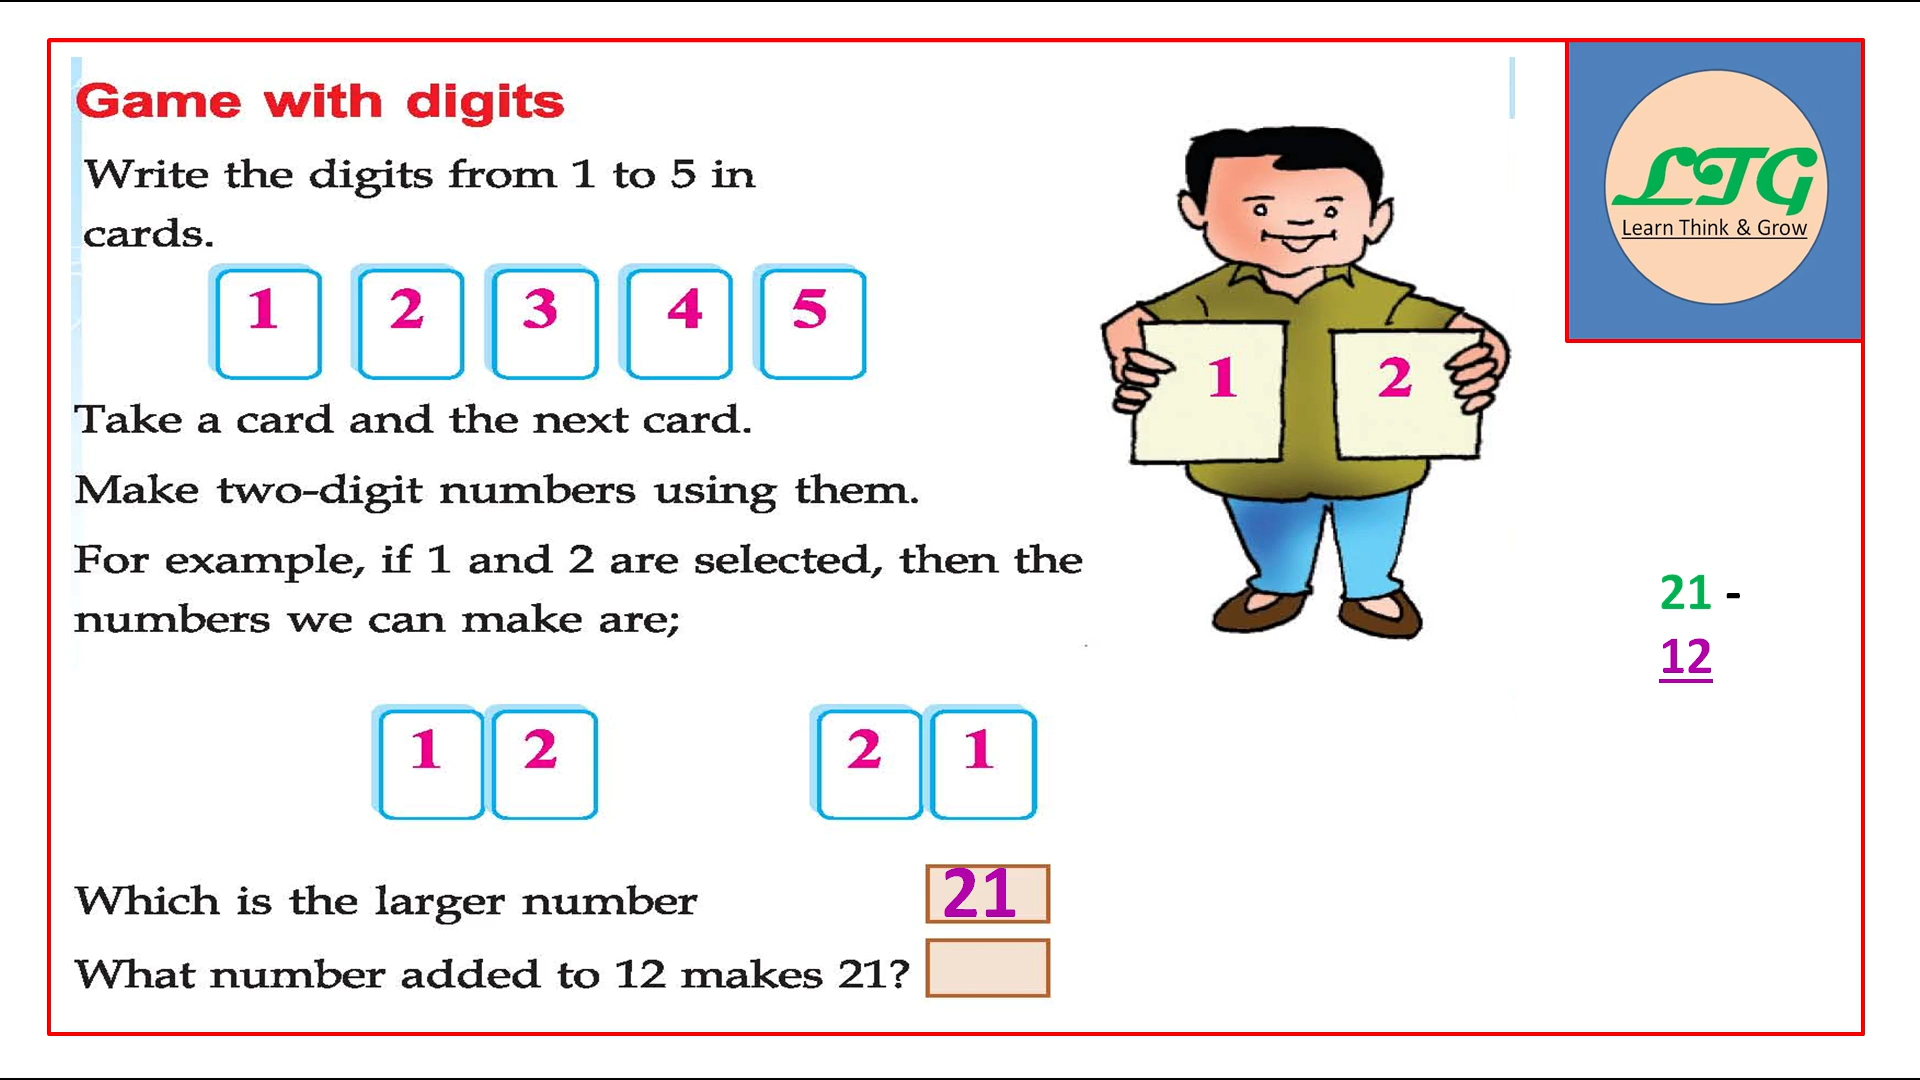 Game with digits
Write the digits from 1 to 5 in
cards.
1 2 3 4 5
Take a card and the next card.
Make two-digit numbers using them.
For example, if 1 and 2 are selected, then the
numbers we can make are;
1 2 2 1
Which is the larger number 21
What number added to 12 makes 21?
1 2
LTG
Learn Think & Grow
21 -
12